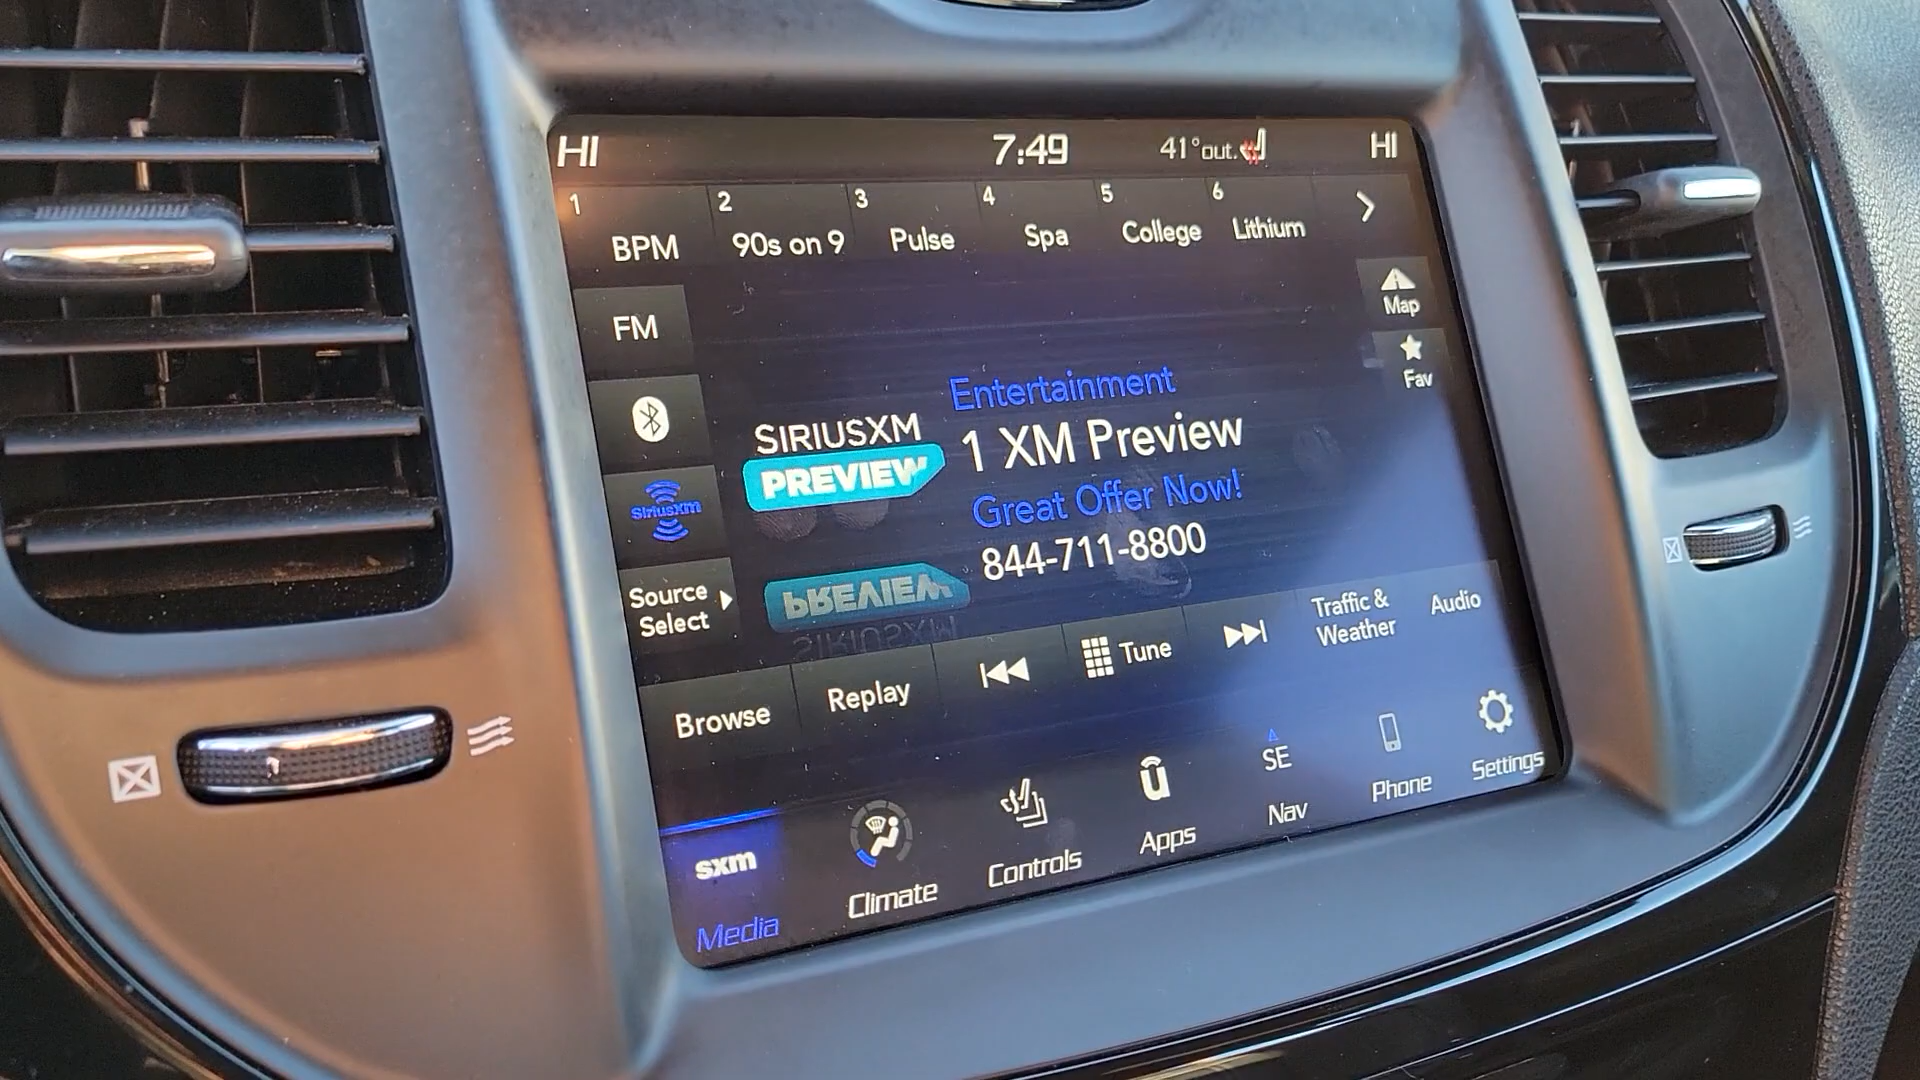 HI 7:49 41°out. HI
1 BPM
2 90s on 9
3 Pulse
4 Spa
5 College
6 Lithium
Map
FM
Fav
Entertainment
SIRIUSXM
PREVIEW
1 XM Preview
Great Offer Now!
844-711-8800
SiriusXM
Source
Select
PREVIEW
SIRIUSXM
Browse
Replay
Tune
Traffic &
Weather
Audio
sxm
Media
Climate
Controls
Apps
SE
Nav
Phone
Settings